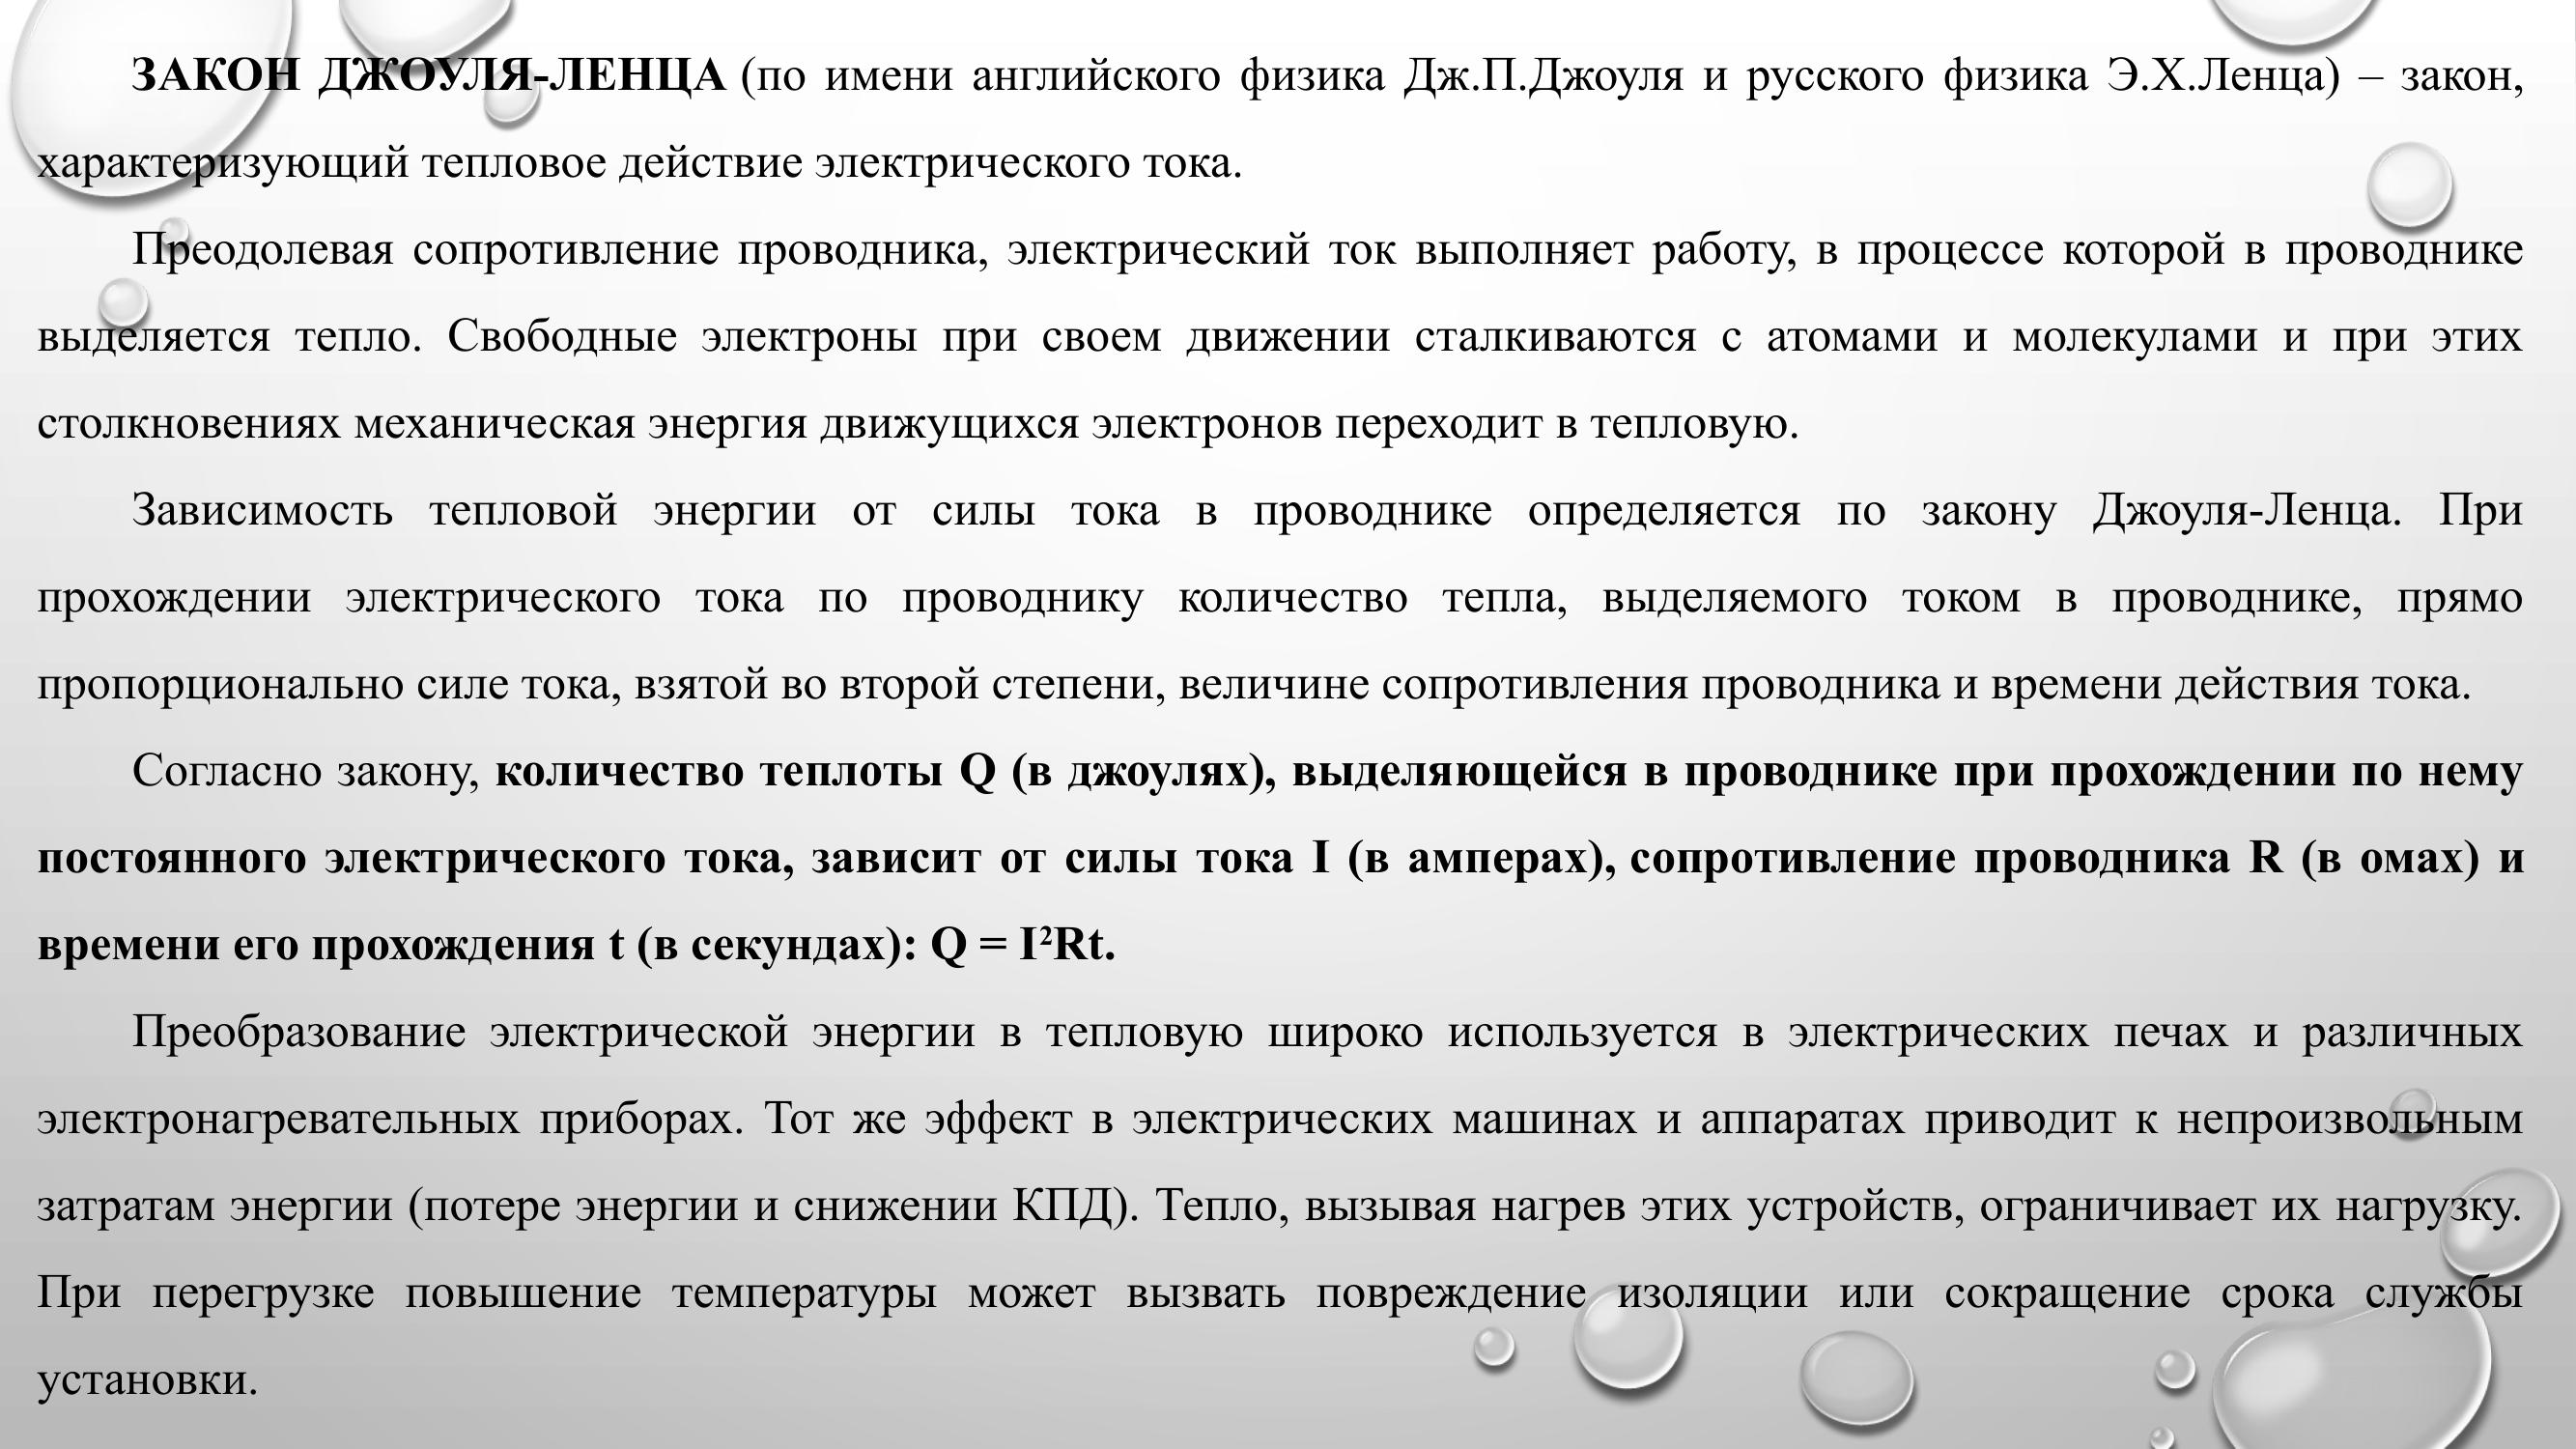 ЗАКОН ДЖОУЛЯ-ЛЕНЦА (по имени английского физика Дж.П.Джоуля и русского физика Э.Х.Ленца) – закон,
характеризующий тепловое действие электрического тока.
Преодолевая сопротивление проводника, электрический ток выполняет работу, в процессе которой в проводнике
выделяется тепло. Свободные электроны при своем движении сталкиваются с атомами и молекулами и при этих
столкновениях механическая энергия движущихся электронов переходит в тепловую.
Зависимость тепловой энергии от силы тока в проводнике определяется по закону Джоуля-Ленца. При
прохождении электрического тока по проводнику количество тепла, выделяемого током в проводнике, прямо
пропорционально силе тока, взятой во второй степени, величине сопротивления проводника и времени действия тока.
Согласно закону, количество теплоты Q (в джоулях), выделяющейся в проводнике при прохождении по нему
постоянного электрического тока, зависит от силы тока I (в амперах), сопротивление проводника R (в омах) и
времени его прохождения t (в секундах): Q = I²Rt.
Преобразование электрической энергии в тепловую широко используется в электрических печах и различных
электронагревательных приборах. Тот же эффект в электрических машинах и аппаратах приводит к непроизвольным
затратам энергии (потере энергии и снижении КПД). Тепло, вызывая нагрев этих устройств, ограничивает их нагрузку.
При перегрузке повышение температуры может вызвать повреждение изоляции или сокращение срока службы
установки.